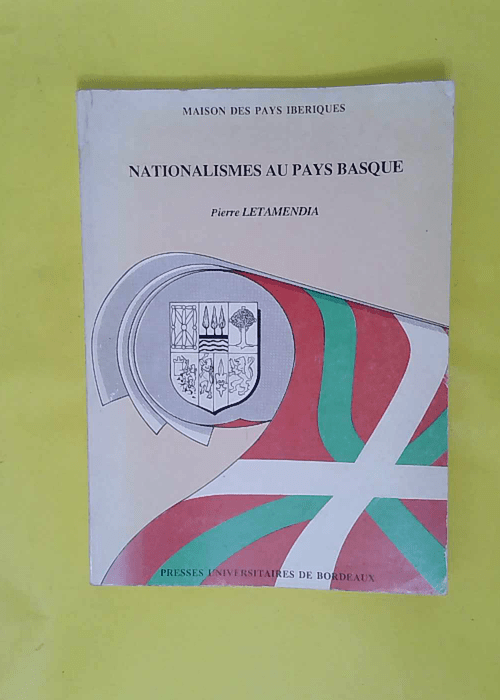 MAISON DES PAYS IBERIQUES
NATIONALISMES AU PAYS BASQUE
Pierre LETAMENDIA
PRESSES UNIVERSITAIRES DE BORDEAUX